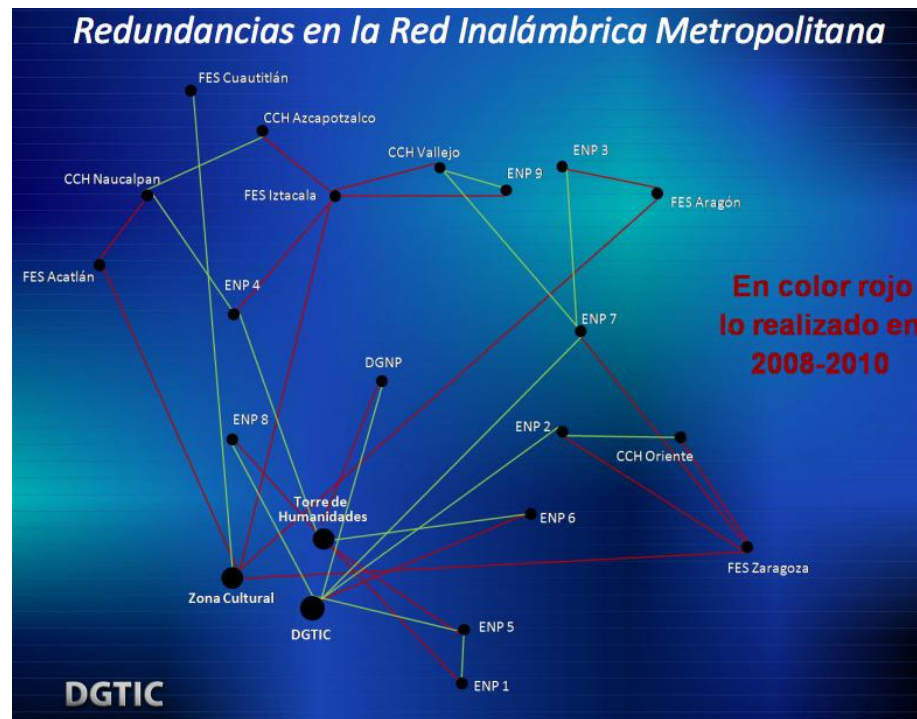 Redundancias en la Red Inalámbrica Metropolitana
FES Cuautitlán
CCH Azcapotzalco
CCH Vallejo
ENP 3
ENP 9
CCH Naucalpan
FES Iztacala
FES Aragón
FES Acatlán
ENP 4
En color rojo
lo realizado en
2008-2010
ENP 7
DGNP
ENP 8
ENP 2
CCH Oriente
Torre de
Humanidades
ENP 6
FES Zaragoza
Zona Cultural
DGTIC
ENP 5
ENP 1
DGTIC